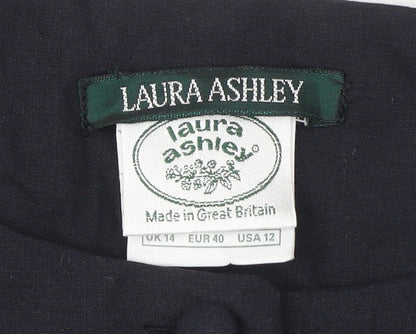 LAURA ASHLEY
laura
ashley®
Made in Great Britain
UK 14 EUR 40 USA 12